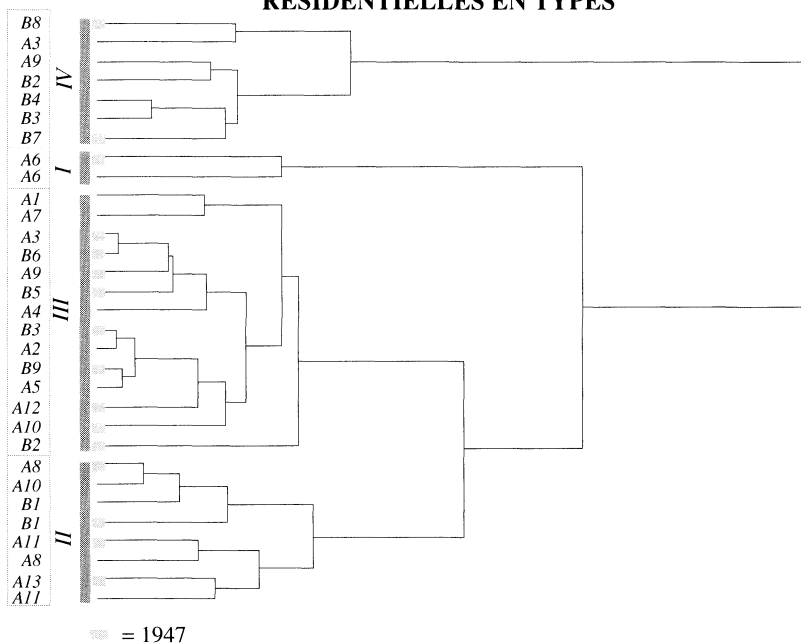 RÉSIDENTIELLES EN TYPES
B8
A3
A9
B2
B4
B3
B7
IV
A6
A6
I
A1
A7
A3
B6
A9
B5
A4
B3
A2
B9
A5
A12
A10
B2
III
A8
A10
B1
B1
A11
A8
A13
A11
II
= 1947